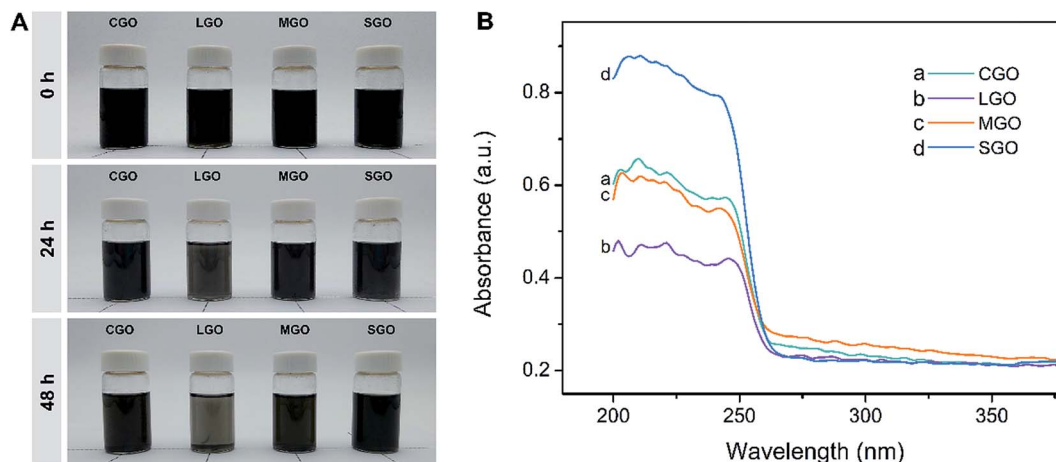 A
0 h
CGO LGO MGO SGO
24 h
CGO LGO MGO SGO
48 h
CGO LGO MGO SGO
B
Absorbance (a.u.)
0.8
0.6
0.4
0.2
d
a
c
b
a CGO
b LGO
c MGO
d SGO
200 250 300 350
Wavelength (nm)